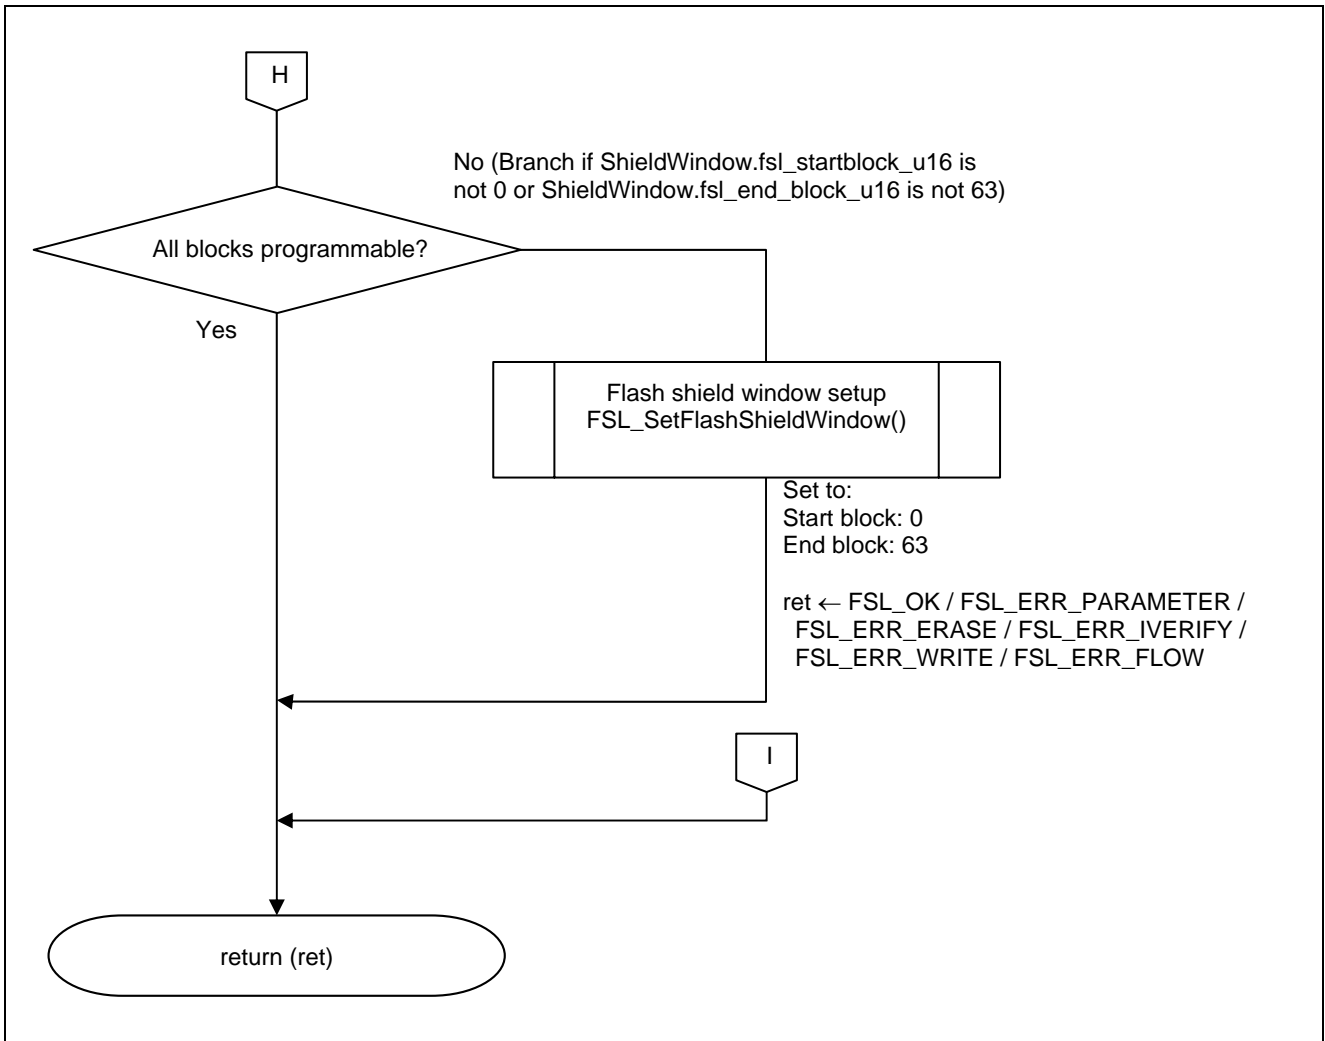 H
No (Branch if ShieldWindow.fsl_startblock_u16 is
not 0 or ShieldWindow.fsl_end_block_u16 is not 63)
All blocks programmable?
Yes
Flash shield window setup
FSL_SetFlashShieldWindow()
Set to:
Start block: 0
End block: 63
ret ← FSL_OK / FSL_ERR_PARAMETER /
FSL_ERR_ERASE / FSL_ERR_IVERIFY /
FSL_ERR_WRITE / FSL_ERR_FLOW
I
return (ret)